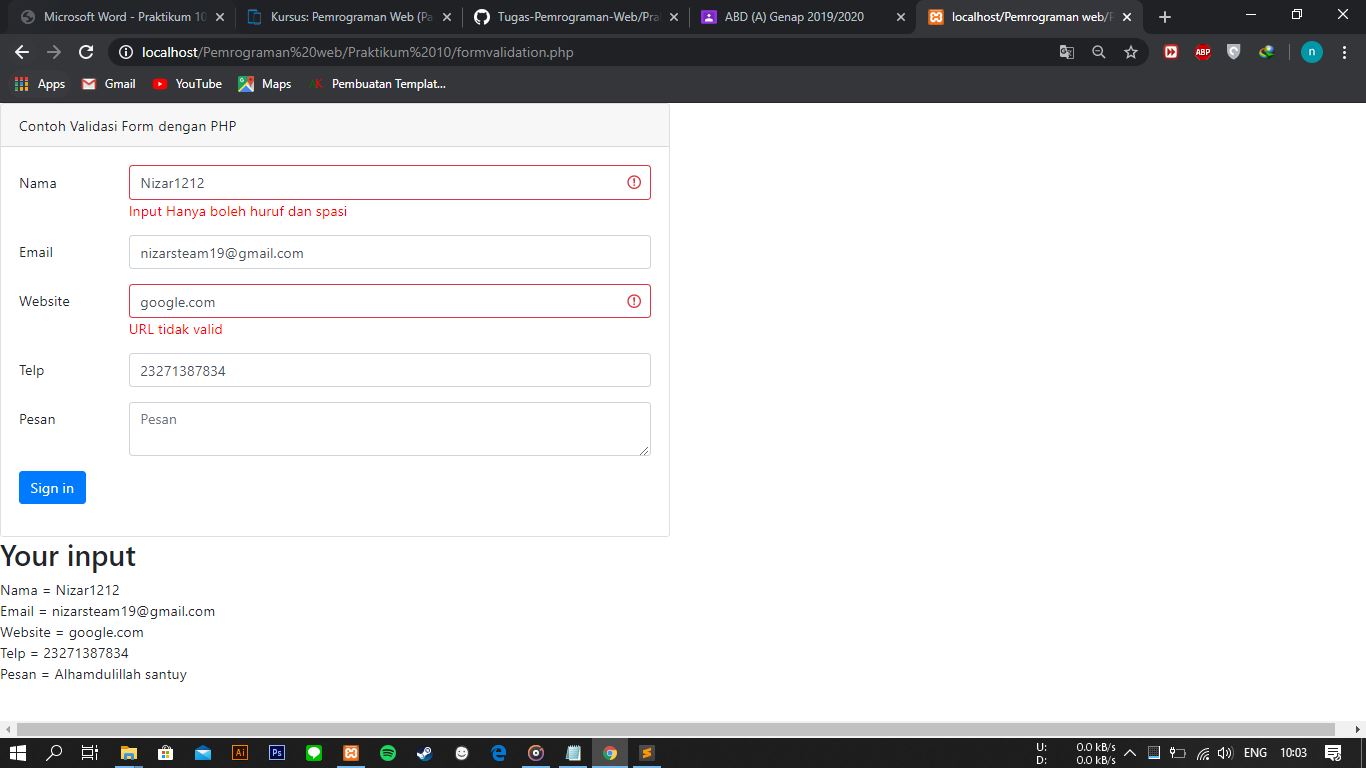 Microsoft Word - Praktikum 10
Kursus: Pemrograman Web (Pa
Tugas-Pemrograman-Web/Pra
ABD (A) Genap 2019/2020
localhost/Pemrograman web/P
localhost/Pemrograman%20web/Praktikum%2010/formvalidation.php
ABP
n
Apps
Gmail
YouTube
Maps
Pembuatan Templat...
Contoh Validasi Form dengan PHP
Nama
Nizar1212
Input Hanya boleh huruf dan spasi
Email
nizarsteam19@gmail.com
Website
google.com
URL tidak valid
Telp
23271387834
Pesan
Pesan
Sign in
Your input
Nama = Nizar1212
Email = nizarsteam19@gmail.com
Website = google.com
Telp = 23271387834
Pesan = Alhamdulillah santuy
Ai
Ps
U: 0.0 kB/s
D: 0.0 kB/s
ENG
10:03